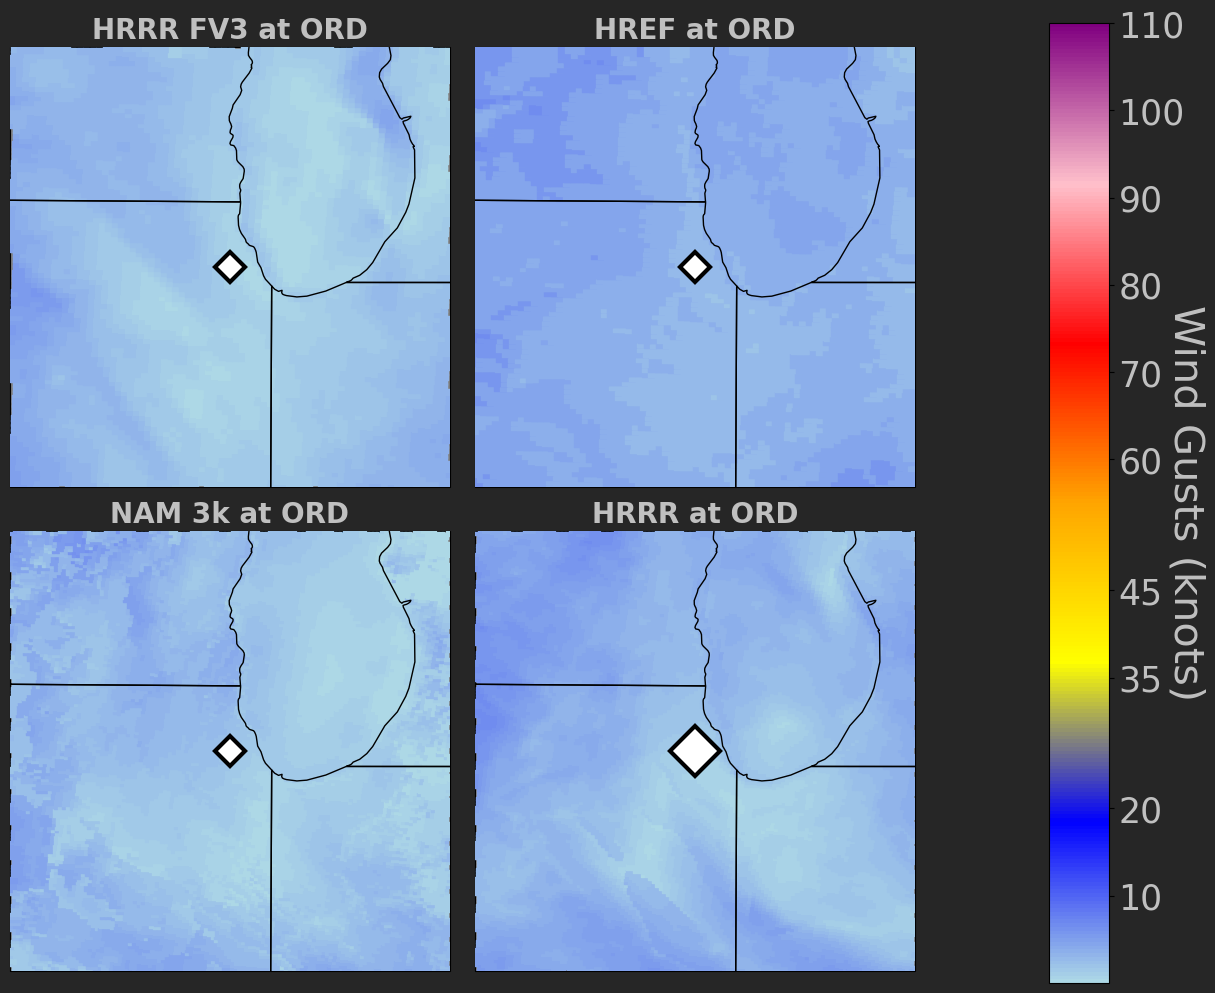 HRRR FV3 at ORD
HREF at ORD
NAM 3k at ORD
HRRR at ORD
110
100
90
80
70
60
45
35
20
10
Wind Gusts (knots)